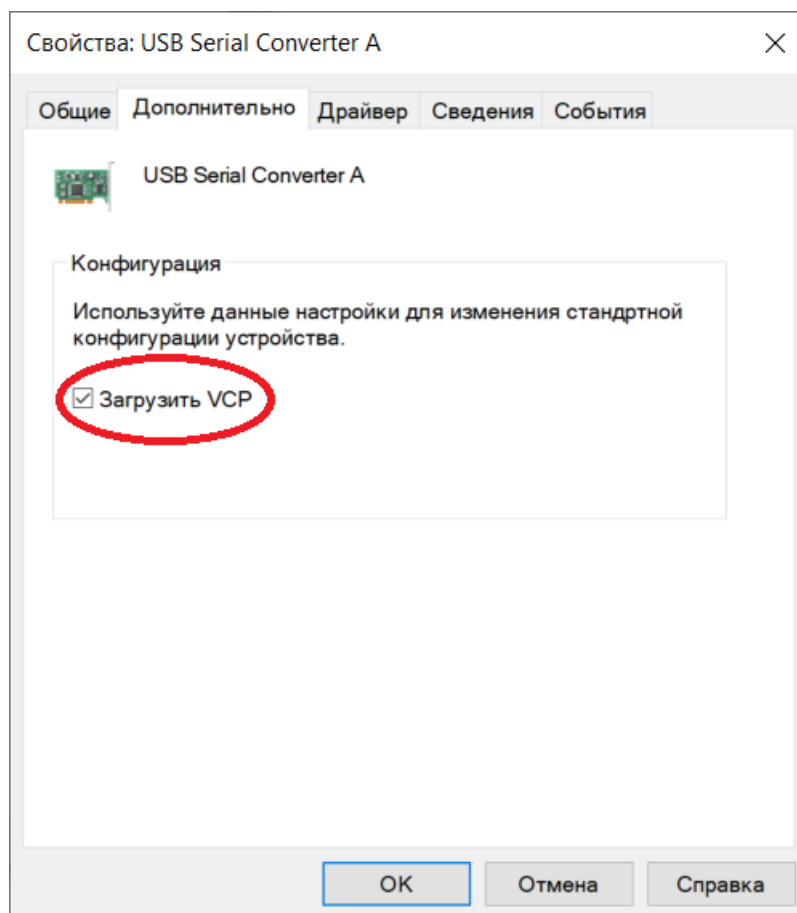 Свойства: USB Serial Converter A
Общие Дополнительно Драйвер Сведения События
USB Serial Converter A
Конфигурация
Используйте данные настройки для изменения стандртной
конфигурации устройства.
Загрузить VCP
OK Отмена Справка